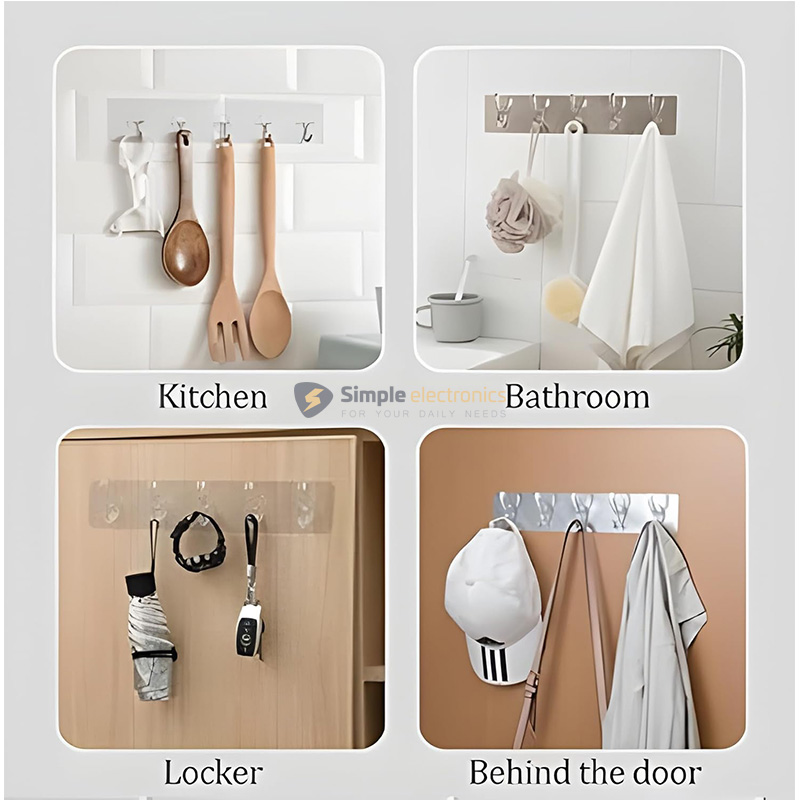 Kitchen
Simple electronics
FOR YOUR DAILY NEEDS
Bathroom
Locker
Behind the door